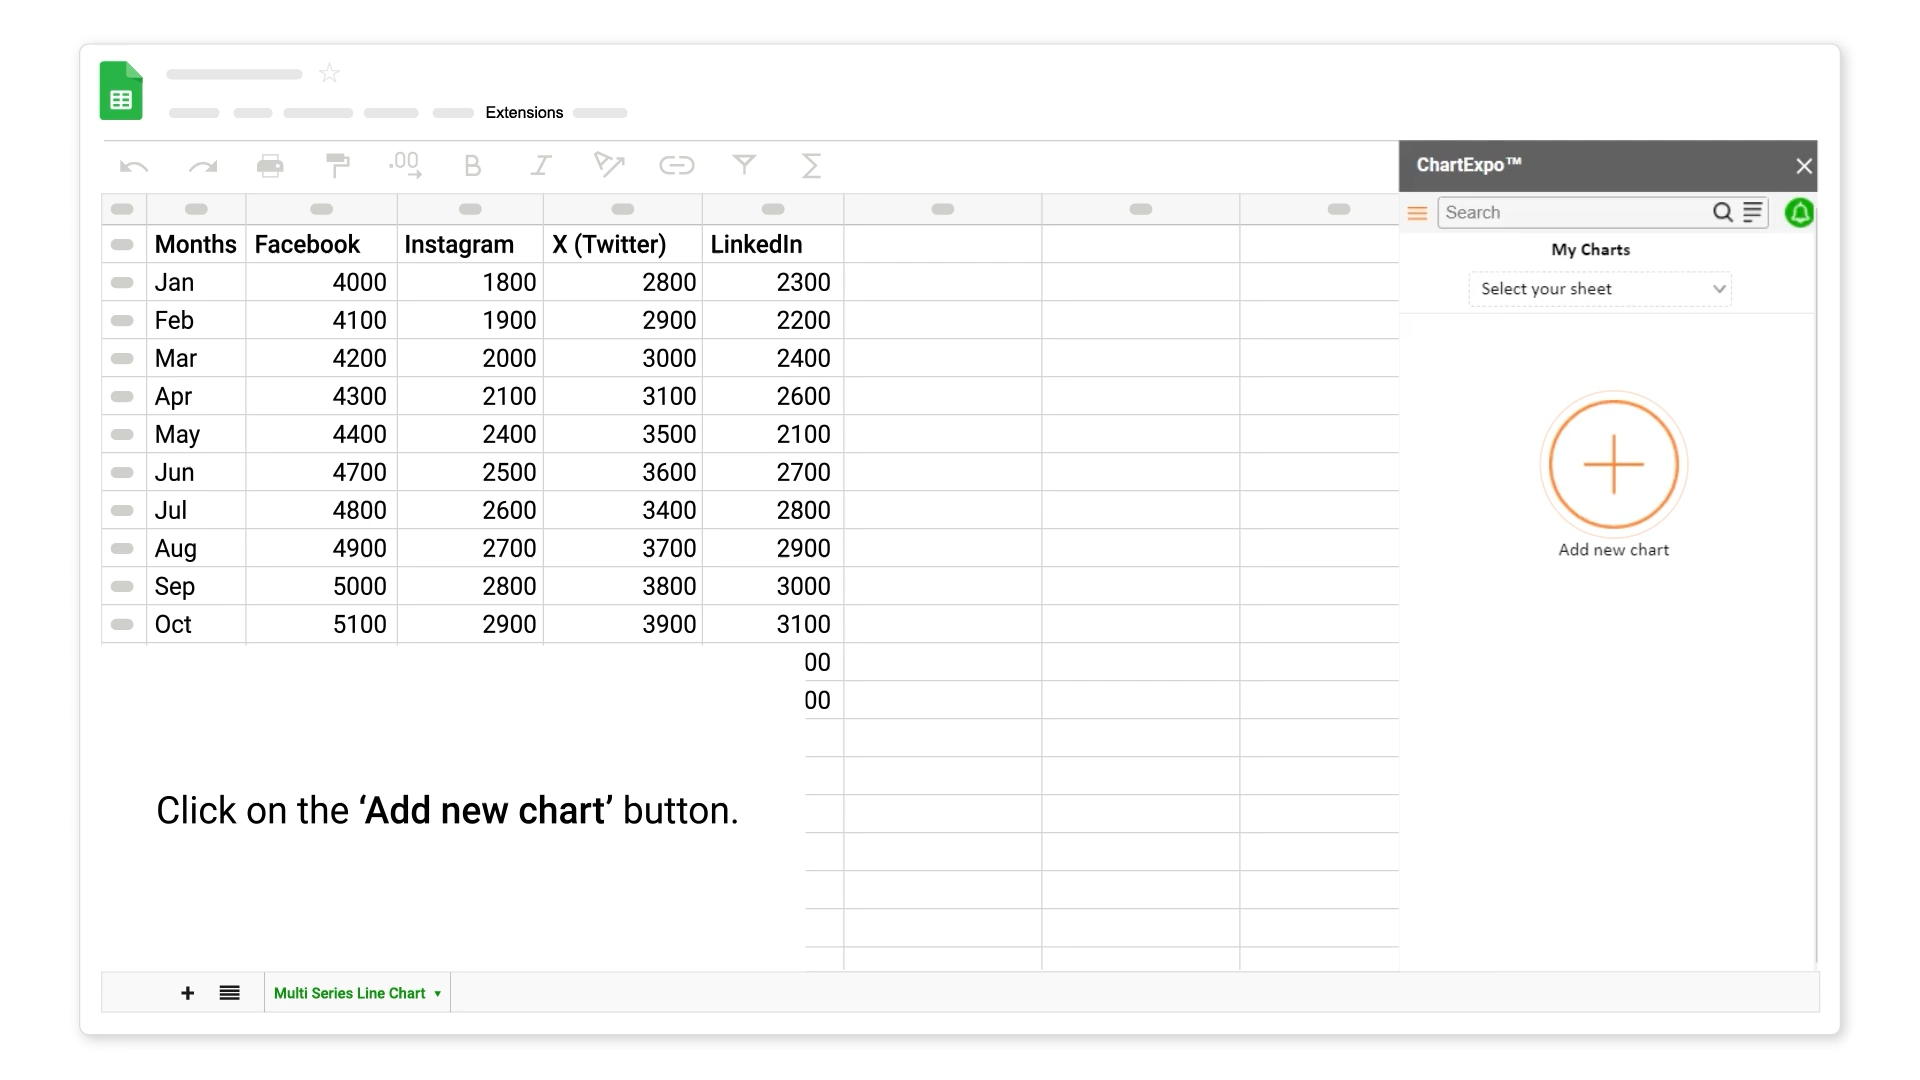 Extensions
.00
B I
ChartExpo™
Search
My Charts
Select your sheet
Months Facebook Instagram X (Twitter) LinkedIn
Jan 4000 1800 2800 2300
Feb 4100 1900 2900 2200
Mar 4200 2000 3000 2400
Apr 4300 2100 3100 2600
May 4400 2400 3500 2100
Jun 4700 2500 3600 2700
Jul 4800 2600 3400 2800
Aug 4900 2700 3700 2900
Sep 5000 2800 3800 3000
Oct 5100 2900 3900 3100
00
00
Add new chart
Click on the ‘Add new chart’ button.
Multi Series Line Chart